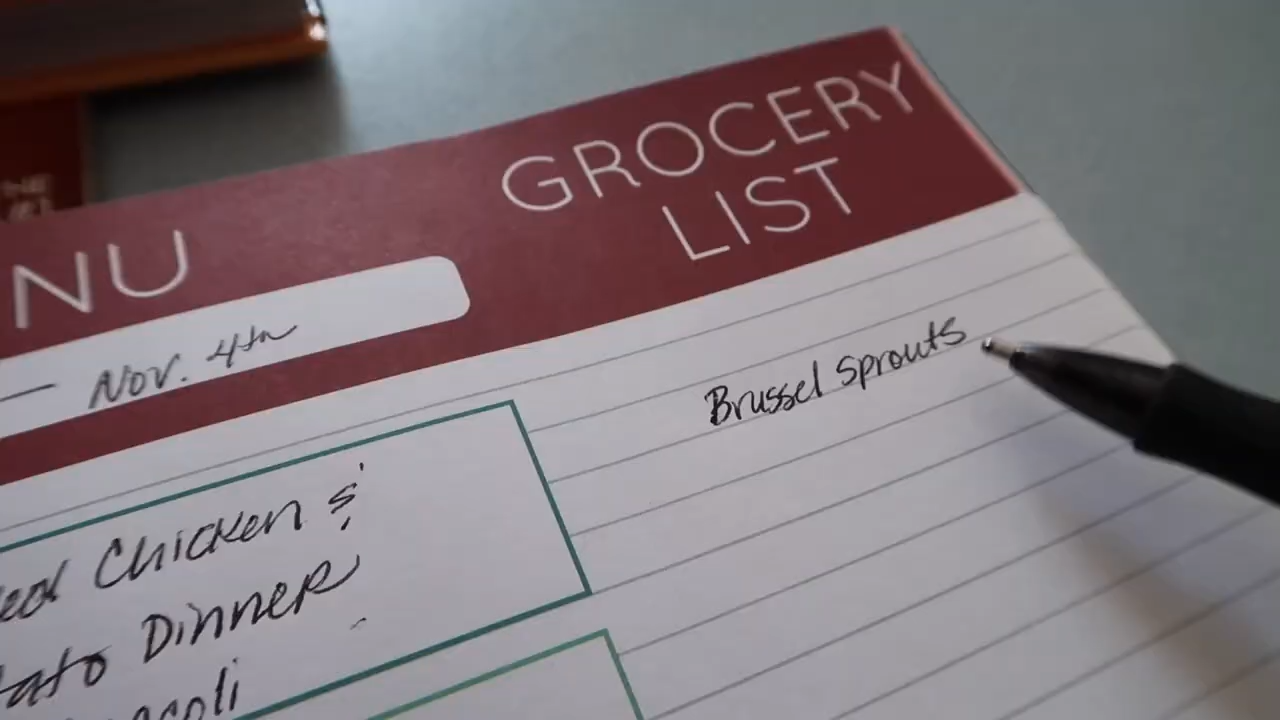 NU
— Nov. 4th
Chicken &
Dinner
GROCERY
LIST
Brussel Sprouts